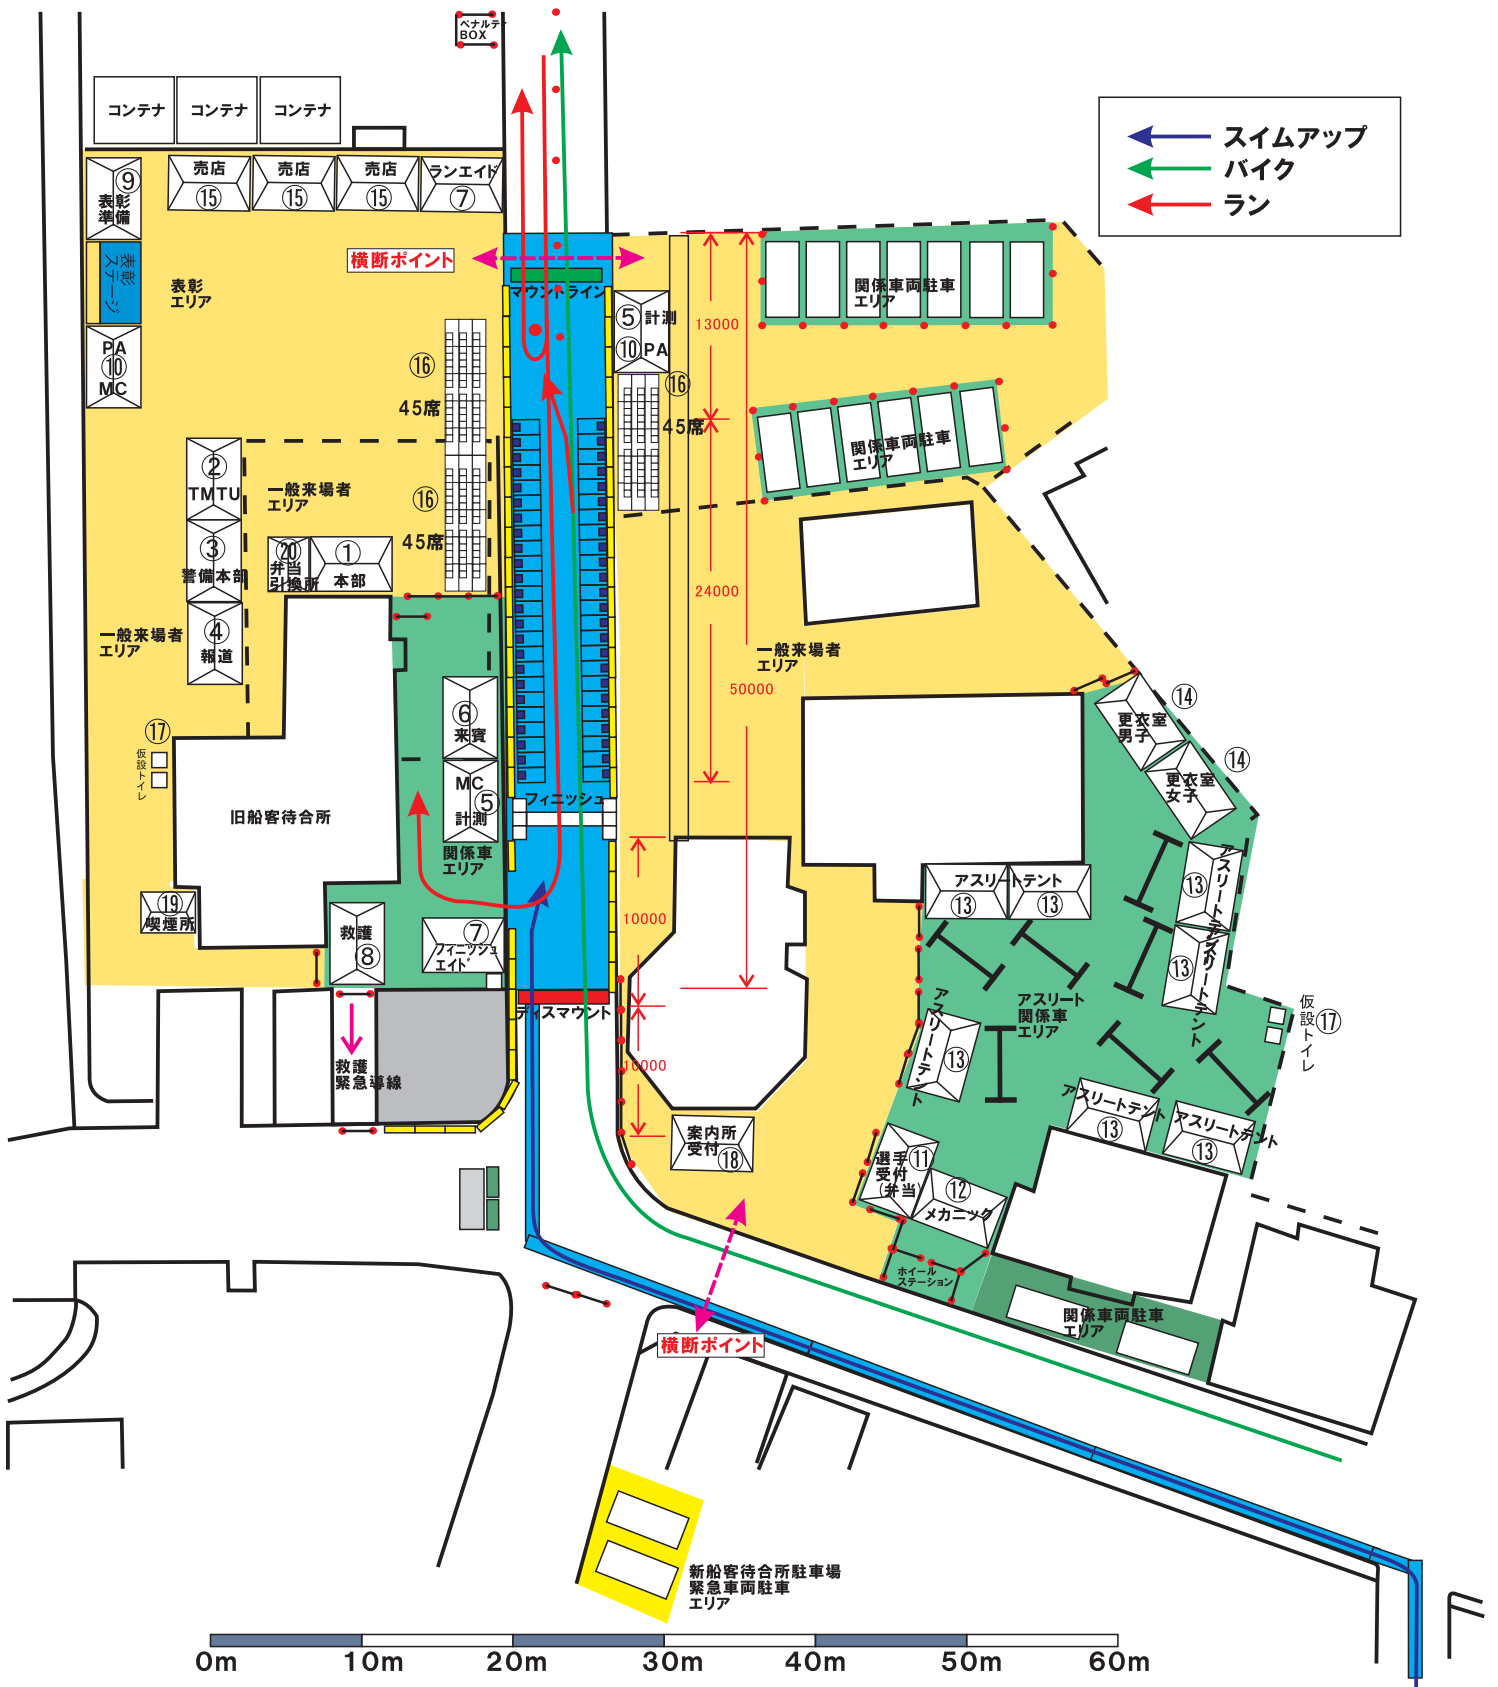 ペナルティ
BOX
コンテナ
コンテナ
コンテナ
スイムアップ
バイク
ラン
⑨
表彰
準備
売店
⑮
売店
⑮
売店
⑮
ランエイド
⑦
表彰
ステージ
表彰
エリア
横断ポイント
マウントライン
⑤計測
⑩PA
PA
⑩
MC
⑯
45席
⑯
45席
⑯
45席
13000
関係車両駐車
エリア
関係車両駐車
エリア
②
TMTU
一般来場者
エリア
③
警備本部
⑳
弁当
引換所
①
本部
④
報道
一般来場者
エリア
24000
一般来場者
エリア
50000
⑰
仮設トイレ
⑥
来賓
MC
⑤
計測
関係車
エリア
フィニッシュ
旧船客待合所
⑭
更衣室
男子
⑭
更衣室
女子
⑲
喫煙所
救護
⑧
⑦
フィニッシュ
エイド
10000
ディスマウント
10000
救護
緊急導線
アスリートテント
⑬
⑬
アスリートテント
⑬
アスリートテント
⑬
アスリートテント
⑬
アスリート
関係車
エリア
仮設トイレ
⑰
アスリートテント
⑬
アスリートテント
⑬
案内所
受付
⑱
選手
受付
(弁当)
⑪
⑫
メカニック
ホイール
ステーション
関係車両駐車
エリア
横断ポイント
新船客待合所駐車場
緊急車両駐車
エリア
0m
10m
20m
30m
40m
50m
60m